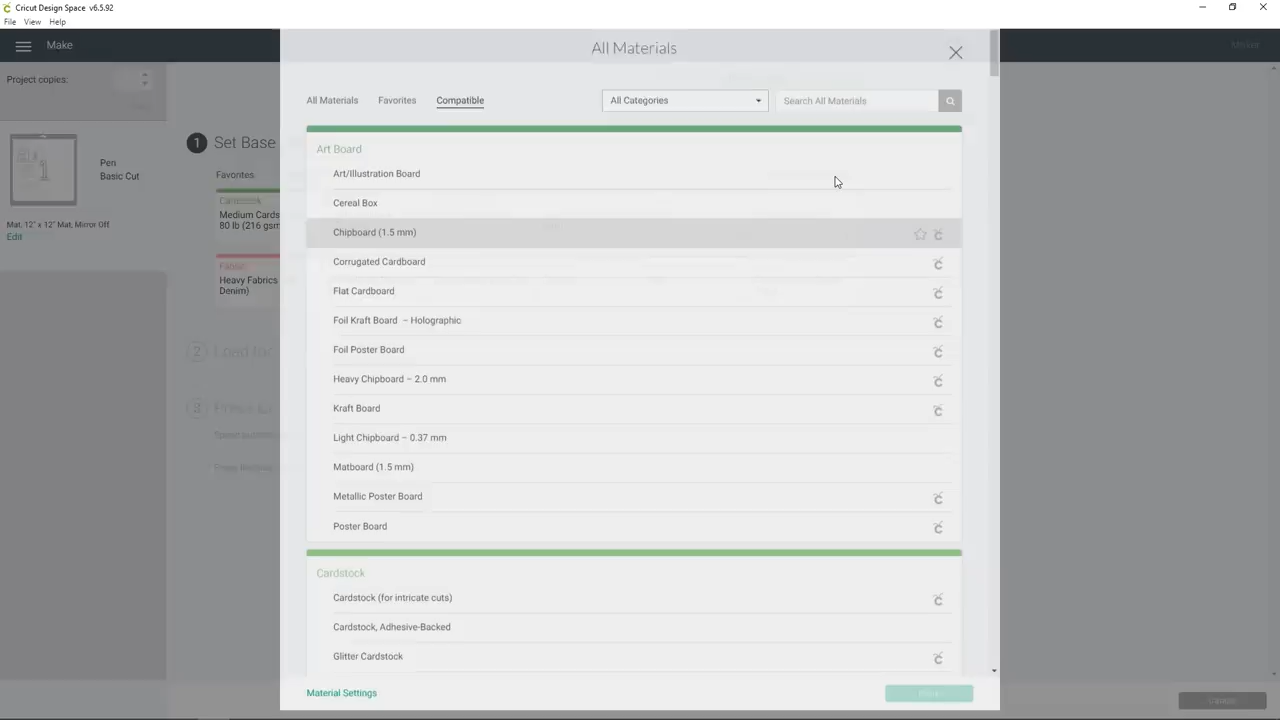 Cricut Design Space v6.5.92
File View Help
Make
All Materials
Project copies:
All Materials Favorites Compatible All Categories Search All Materials
1 Set Base
Pen
Basic Cut
Favorites
Cardstock
Medium Cards
80 lb (216 gsm
Mat, 12" x 12" Mat, Mirror Off
Edit
Fabric
Heavy Fabrics
Denim)
2 Load
3
Art Board
Art/Illustration Board
Cereal Box
Chipboard (1.5 mm)
Corrugated Cardboard
Flat Cardboard
Foil Kraft Board – Holographic
Foil Poster Board
Heavy Chipboard – 2.0 mm
Kraft Board
Light Chipboard – 0.37 mm
Matboard (1.5 mm)
Metallic Poster Board
Poster Board
Cardstock
Cardstock (for intricate cuts)
Cardstock, Adhesive-Backed
Glitter Cardstock
Material Settings